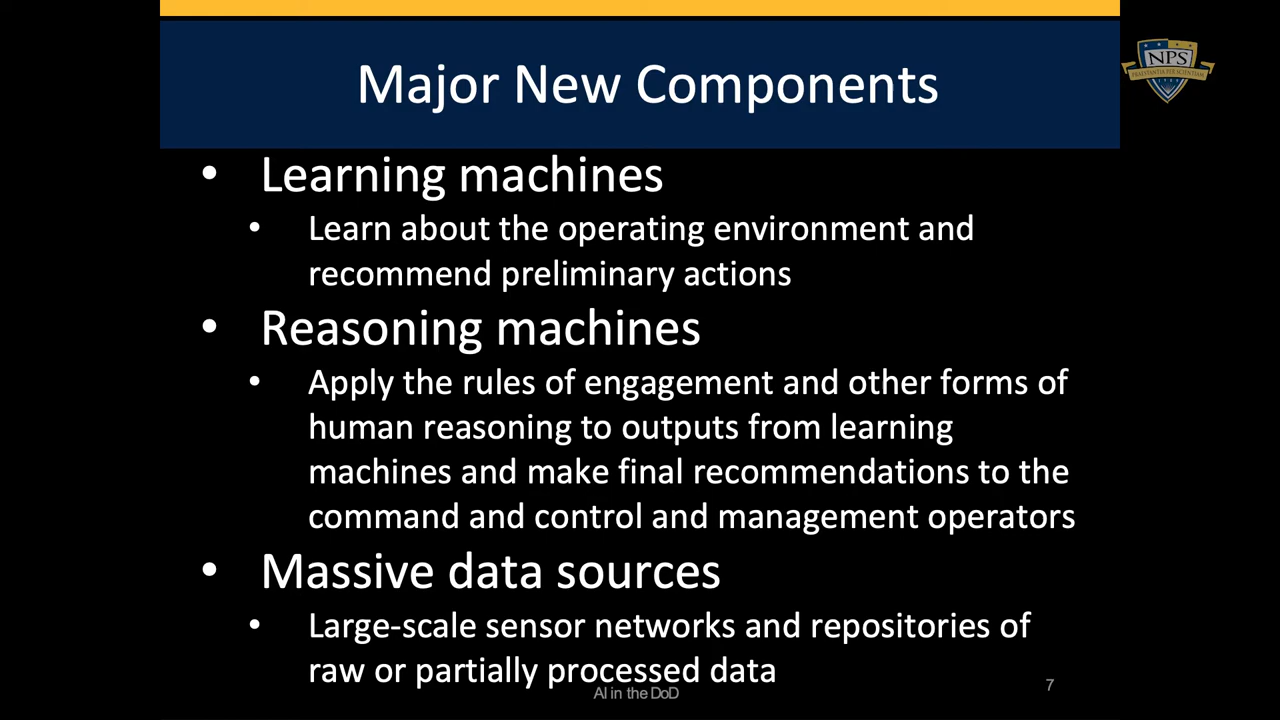 Major New Components
NPS
PRAESTANTIA PER SCIENTIAM
• Learning machines
• Learn about the operating environment and
recommend preliminary actions
• Reasoning machines
• Apply the rules of engagement and other forms of
human reasoning to outputs from learning
machines and make final recommendations to the
command and control and management operators
• Massive data sources
• Large-scale sensor networks and repositories of
raw or partially processed data
AI in the DoD
7